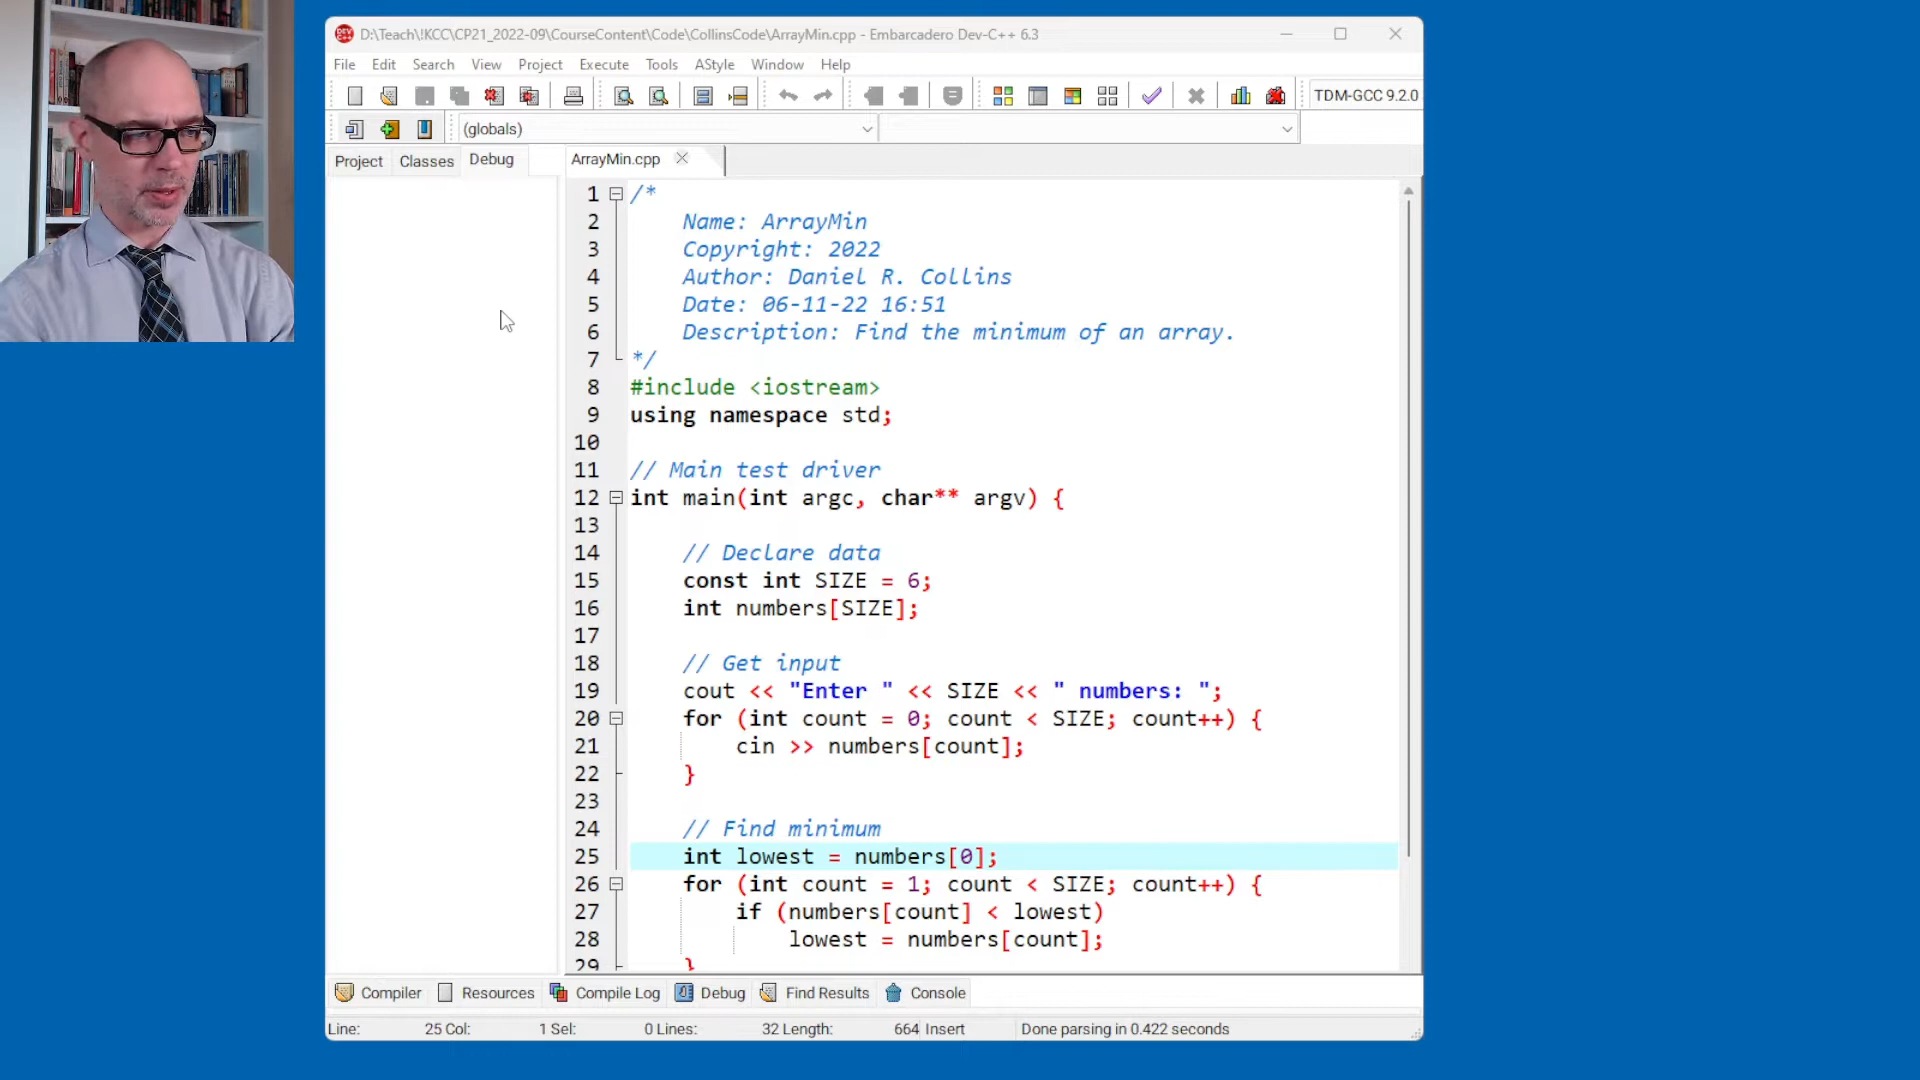 D:\Teach\!KCC\CP21_2022-09\CourseContent\Code\CollinsCode\ArrayMin.cpp - Embarcadero Dev-C++ 6.3
File Edit Search View Project Execute Tools AStyle Window Help
TDM-GCC 9.2.0
(globals)
Project Classes Debug ArrayMin.cpp
1 /*
2 Name: ArrayMin
3 Copyright: 2022
4 Author: Daniel R. Collins
5 Date: 06-11-22 16:51
6 Description: Find the minimum of an array.
7 */
8 #include <iostream>
9 using namespace std;
10
11 // Main test driver
12 int main(int argc, char** argv) {
13
14 // Declare data
15 const int SIZE = 6;
16 int numbers[SIZE];
17
18 // Get input
19 cout << "Enter " << SIZE << " numbers: ";
20 for (int count = 0; count < SIZE; count++) {
21 cin >> numbers[count];
22 }
23
24 // Find minimum
25 int lowest = numbers[0];
26 for (int count = 1; count < SIZE; count++) {
27 if (numbers[count] < lowest)
28 lowest = numbers[count];
29 }
Compiler Resources Compile Log Debug Find Results Console
Line: 25 Col: 1 Sel: 0 Lines: 32 Length: 664 Insert Done parsing in 0.422 seconds